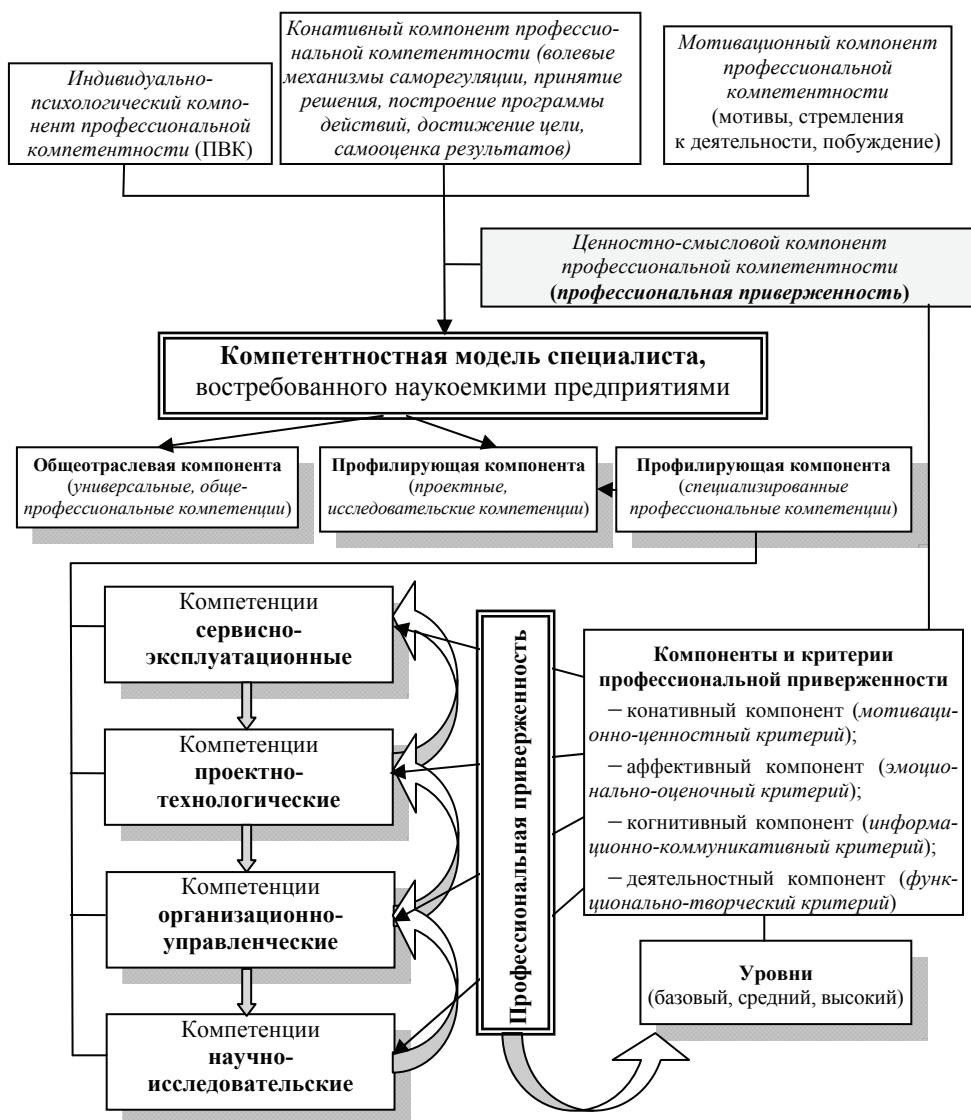 Индивидуально-
психологический компо-
нент профессиональной
компетентности (ПВК)
Конативный компонент профессио-
нальной компетентности (волевые
механизмы саморегуляции, принятие
решения, построение программы
действий, достижение цели,
самооценка результатов)
Мотивационный компонент
профессиональной
компетентности
(мотивы, стремления
к деятельности, побуждение)
Ценностно-смысловой компонент
профессиональной компетентности
(профессиональная приверженность)
Компетентностная модель специалиста,
востребованного наукоемкими предприятиями
Общеотраслевая компонента
(универсальные, обще-
профессиональные компетенции)
Профилирующая компонента
(проектные,
исследовательские компетенции)
Профилирующая компонента
(специализированные
профессиональные компетенции)
Компетенции
сервисно-
эксплуатационные
Компетенции
проектно-
технологические
Компетенции
организационно-
управленческие
Компетенции
научно-
исследовательские
Профессиональная приверженность
Компоненты и критерии
профессиональной приверженности
– конативный компонент (мотиваци-
онно-ценностный критерий);
– аффективный компонент (эмоцио-
нально-оценочный критерий);
– когнитивный компонент (информа-
ционно-коммуникативный критерий);
– деятельностный компонент (функ-
ционально-творческий критерий)
Уровни
(базовый, средний, высокий)